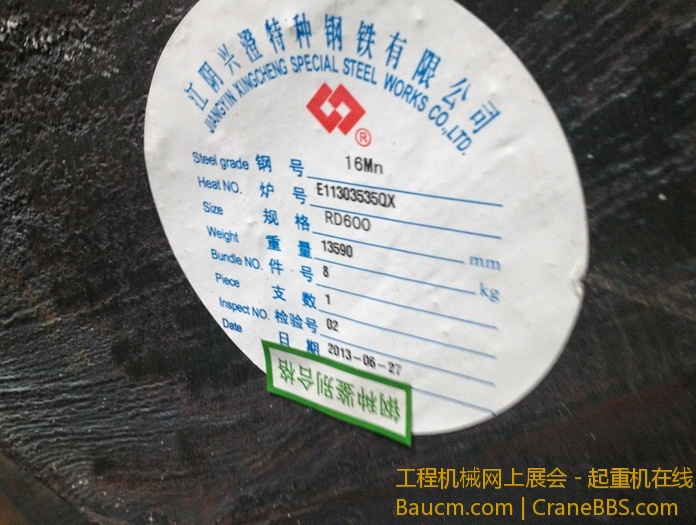 江阴兴澄特种钢铁有限公司
JIANGYIN XINGCHENG SPECIAL STEEL WORKS CO.,LTD.
®
Steel grade 钢 号 16Mn
Heat NO. 炉 号 E11303535QX
Size 规 格 RD600 mm
Weight 重 量 13590 kg
Bundle NO. 件 号 8
Piece 支 数 1
Inspect NO. 检验号 02
Date 日 期 2013-06-27
钢种鉴别合格
工程机械网上展会 - 起重机在线
Baucm.com | CraneBBS.com